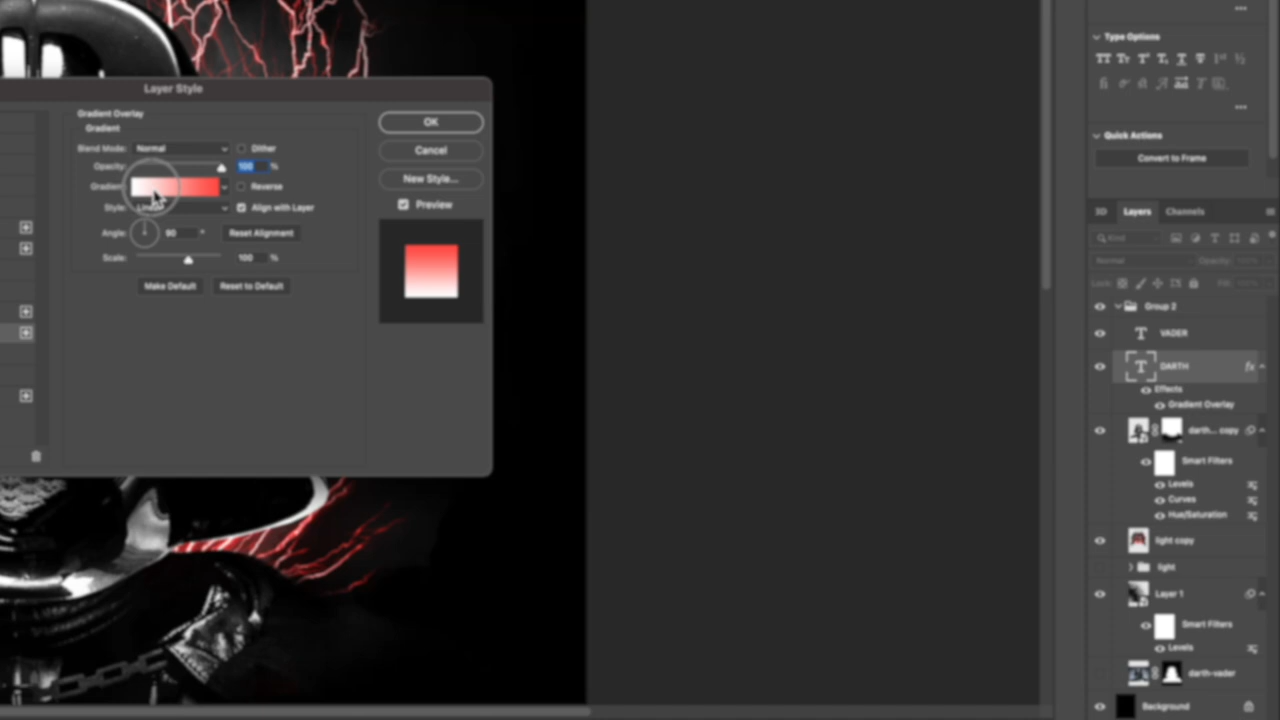 Layer Style
Gradient Overlay
Gradient
Blend Mode: Normal
Dither
Opacity: 100 %
Gradient:
Reverse
Style:
Align with Layer
Angle: 90 °
Reset Alignment
Scale: 100 %
Make Default
Reset to Default
OK
Cancel
New Style...
Preview
Type Options
Quick Actions
Convert to Frame
3D Layers Channels
Kind
Normal
Opacity: 100%
Lock:
Fill: 100%
Group 2
VADER
DARTH fx
Effects
Gradient Overlay
darth... copy
Smart Filters
Levels
Curves
Hue/Saturation
light copy
light
Layer 1
Smart Filters
Levels
darth-vader
Background